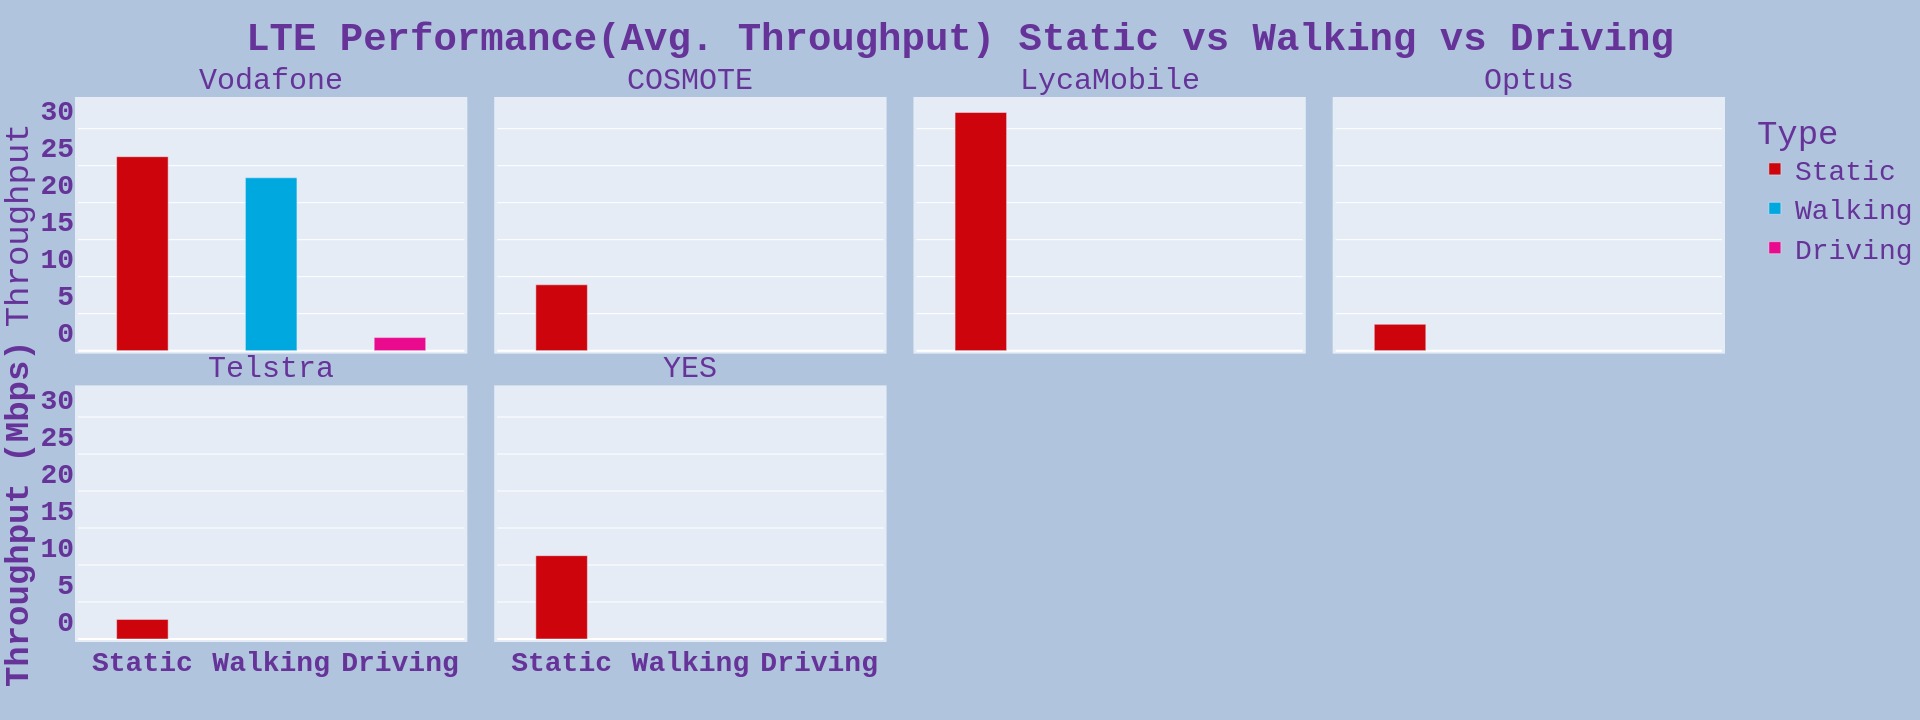 LTE Performance(Avg. Throughput) Static vs Walking vs Driving
Vodafone
COSMOTE
LycaMobile
Optus
30
25
20
15
10
5
0
Throughput (Mbps) Throughput
Type
Static
Walking
Driving
Telstra
YES
30
25
20
15
10
5
0
Static Walking Driving
Static Walking Driving